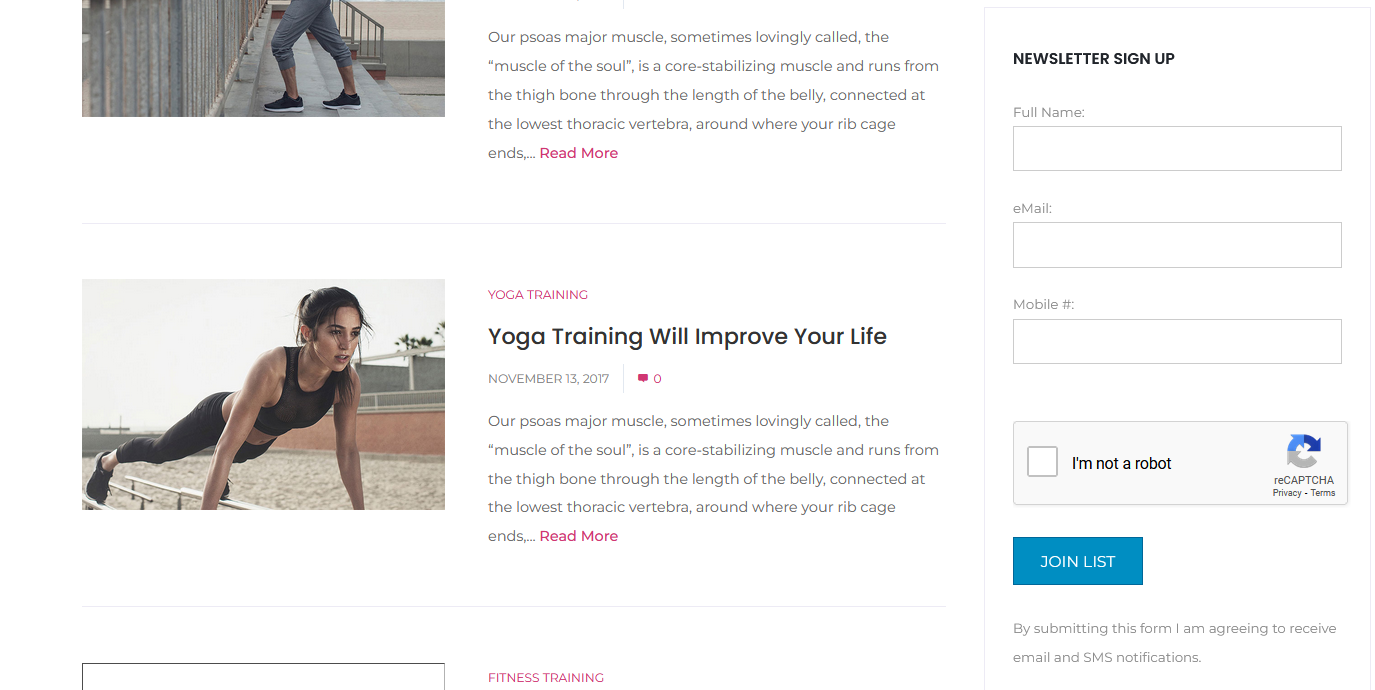 Our psoas major muscle, sometimes lovingly called, the
“muscle of the soul”, is a core-stabilizing muscle and runs from
the thigh bone through the length of the belly, connected at
the lowest thoracic vertebra, around where your rib cage
ends,... Read More
YOGA TRAINING
Yoga Training Will Improve Your Life
NOVEMBER 13, 2017 0
Our psoas major muscle, sometimes lovingly called, the
“muscle of the soul”, is a core-stabilizing muscle and runs from
the thigh bone through the length of the belly, connected at
the lowest thoracic vertebra, around where your rib cage
ends,... Read More
FITNESS TRAINING
NEWSLETTER SIGN UP
Full Name:
eMail:
Mobile #:
I'm not a robot
reCAPTCHA
Privacy - Terms
JOIN LIST
By submitting this form I am agreeing to receive
email and SMS notifications.